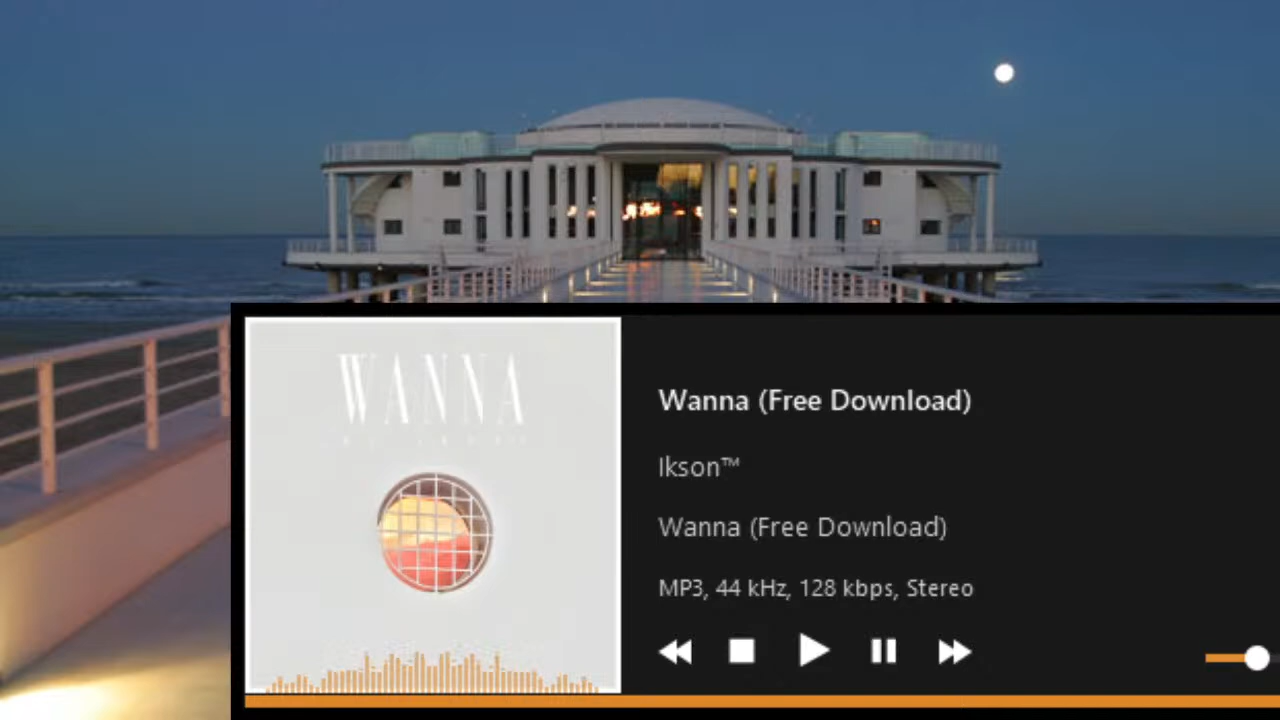 WANNA
Wanna (Free Download)
Ikson™
Wanna (Free Download)
MP3, 44 kHz, 128 kbps, Stereo